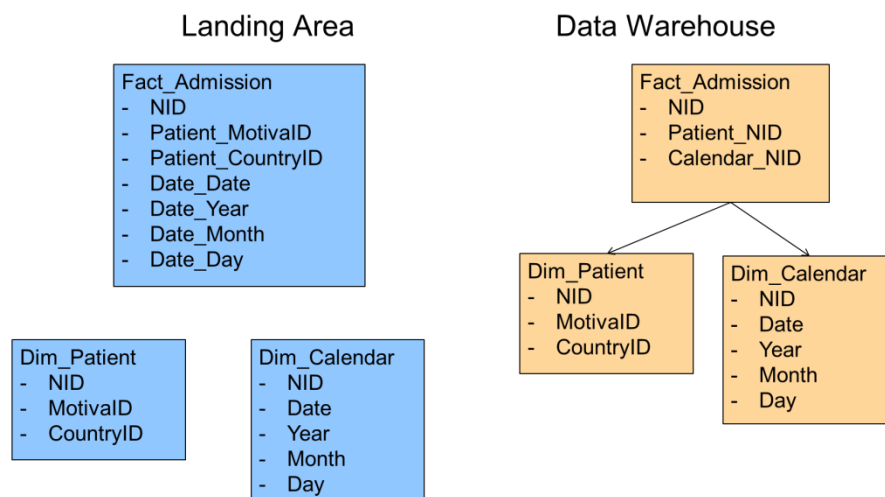 Landing Area
Fact_Admission
- NID
- Patient_MotivaID
- Patient_CountryID
- Date_Date
- Date_Year
- Date_Month
- Date_Day
Dim_Patient
- NID
- MotivaID
- CountryID
Dim_Calendar
- NID
- Date
- Year
- Month
- Day
Data Warehouse
Fact_Admission
- NID
- Patient_NID
- Calendar_NID
Dim_Patient
- NID
- MotivaID
- CountryID
Dim_Calendar
- NID
- Date
- Year
- Month
- Day